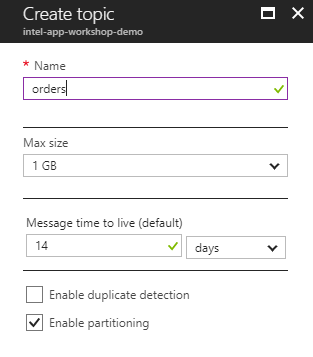 Create topic
intel-app-workshop-demo
* Name
orders
Max size
1 GB
Message time to live (default)
14 days
Enable duplicate detection
Enable partitioning